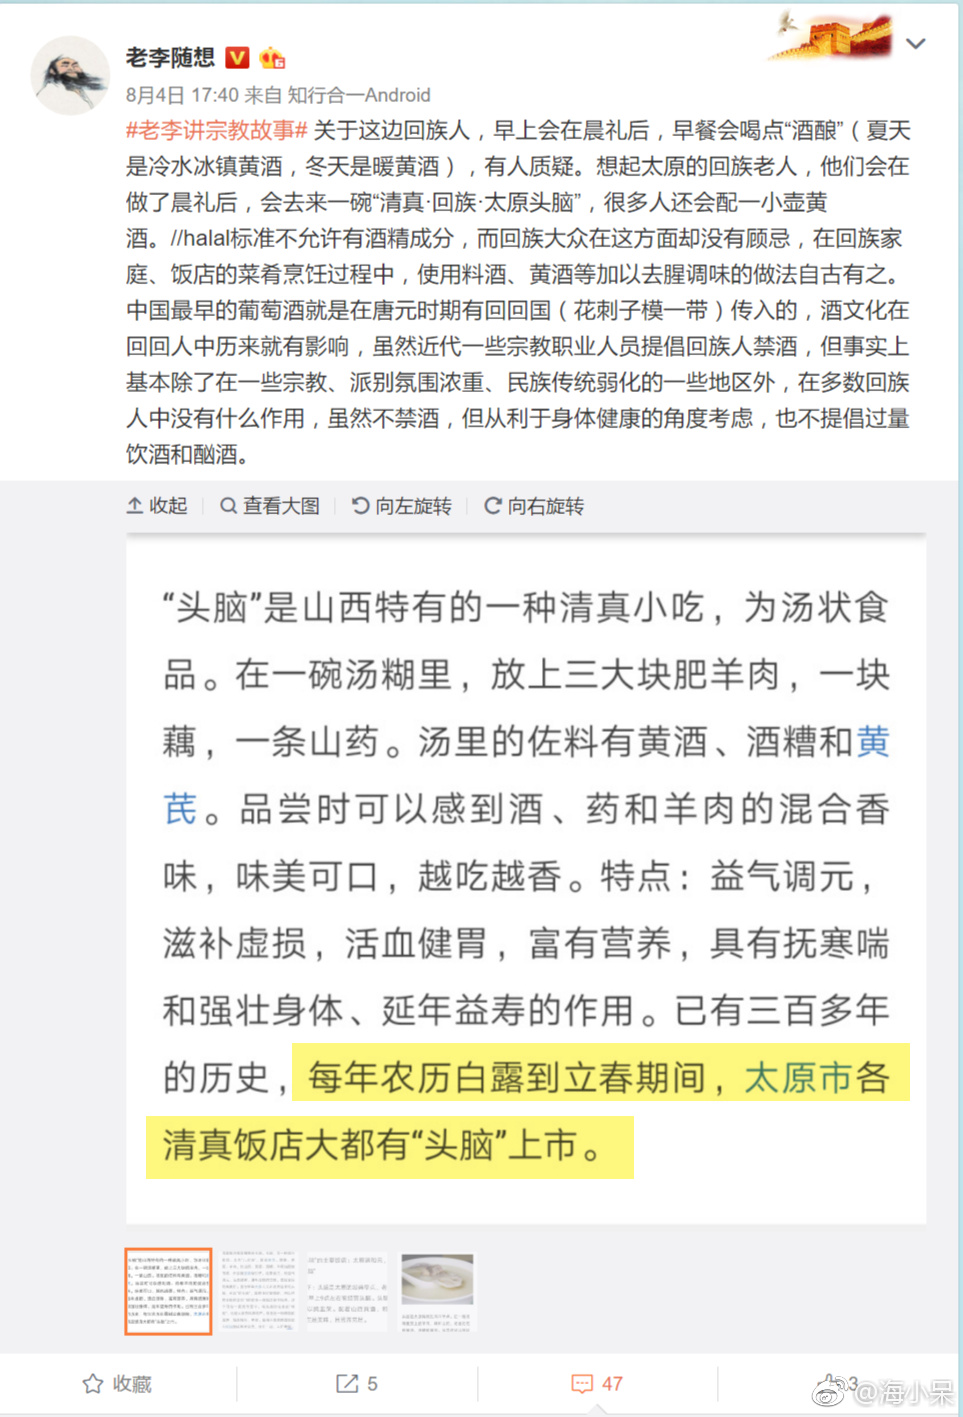 老李随想
8月4日 17:40 来自 知行合一Android
#老李讲宗教故事# 关于这边回族人，早上会在晨礼后，早餐会喝点“酒酿”（夏天
是冷水冰镇黄酒，冬天是暖黄酒），有人质疑。想起太原的回族老人，他们会在
做了晨礼后，会去来一碗“清真·回族·太原头脑”，很多人还会配一小壶黄
酒。//halal标准不允许有酒精成分，而回族大众在这方面却没有顾忌，在回族家
庭、饭店的菜肴烹饪过程中，使用料酒、黄酒等加以去腥调味的做法自古有之。
中国最早的葡萄酒就是在唐元时期有回回国（花刺子模一带）传入的，酒文化在
回回人中历来就有影响，虽然近代一些宗教职业人员提倡回族人禁酒，但事实上
基本除了在一些宗教、派别氛围浓重、民族传统弱化的一些地区外，在多数回族
人中没有什么作用，虽然不禁酒，但从利于身体健康的角度考虑，也不提倡过量
饮酒和酗酒。
收起 查看大图 向左旋转 向右旋转
“头脑”是山西特有的一种清真小吃，为汤状食
品。在一碗汤糊里，放上三大块肥羊肉，一块
藕，一条山药。汤里的佐料有黄酒、酒糟和黄
芪。品尝时可以感到酒、药和羊肉的混合香
味，味美可口，越吃越香。特点：益气调元，
滋补虚损，活血健胃，富有营养，具有抚寒喘
和强壮身体、延年益寿的作用。已有三百多年
的历史，每年农历白露到立春期间，太原市各
清真饭店大都有“头脑”上市。
收藏 5 47 3
@海小呆